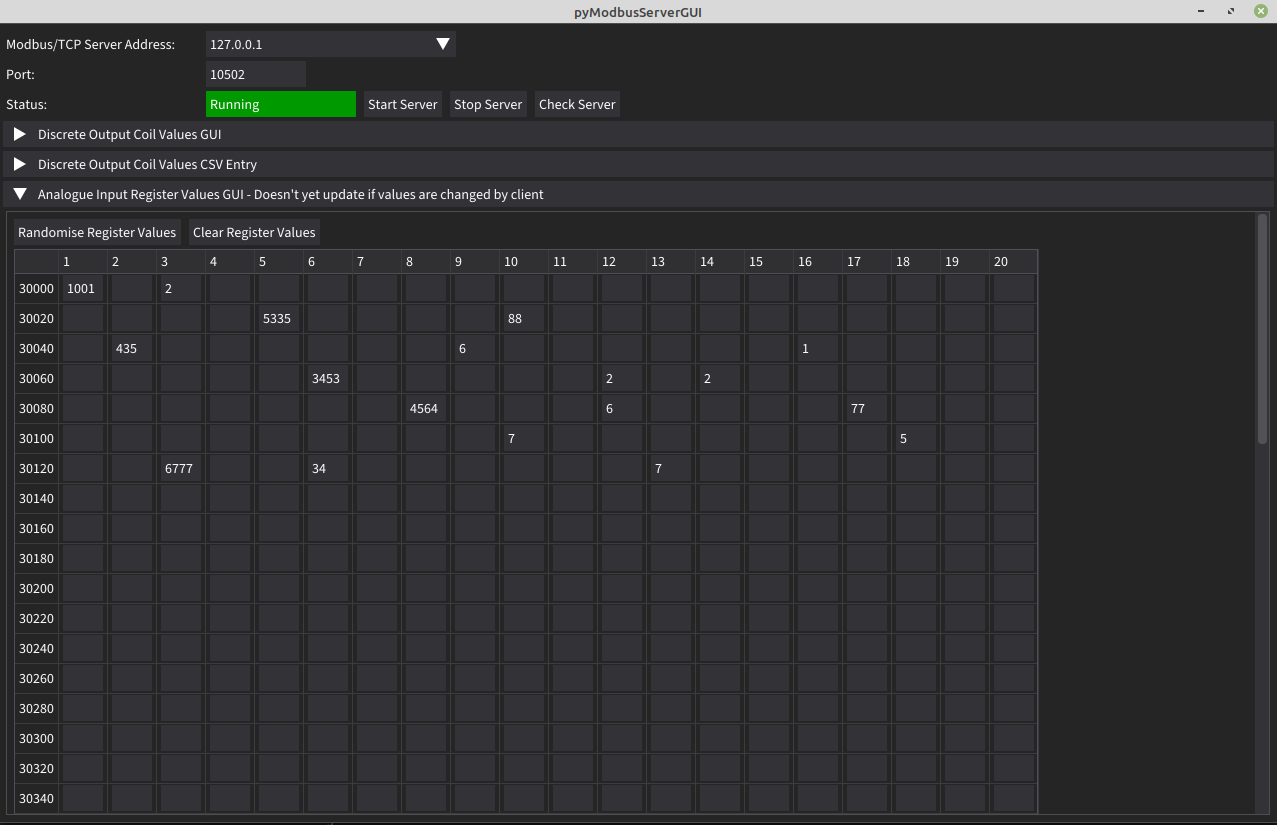 pyModbusServerGUI
Modbus/TCP Server Address: 127.0.0.1
Port: 10502
Status: Running Start Server Stop Server Check Server
Discrete Output Coil Values GUI
Discrete Output Coil Values CSV Entry
Analogue Input Register Values GUI - Doesn't yet update if values are changed by client
Randomise Register Values Clear Register Values
1 2 3 4 5 6 7 8 9 10 11 12 13 14 15 16 17 18 19 20
30000 1001 2
30020 5335 88
30040 435 6 1
30060 3453 2 2
30080 4564 6 77
30100 7 5
30120 6777 34 7
30140
30160
30180
30200
30220
30240
30260
30280
30300
30320
30340